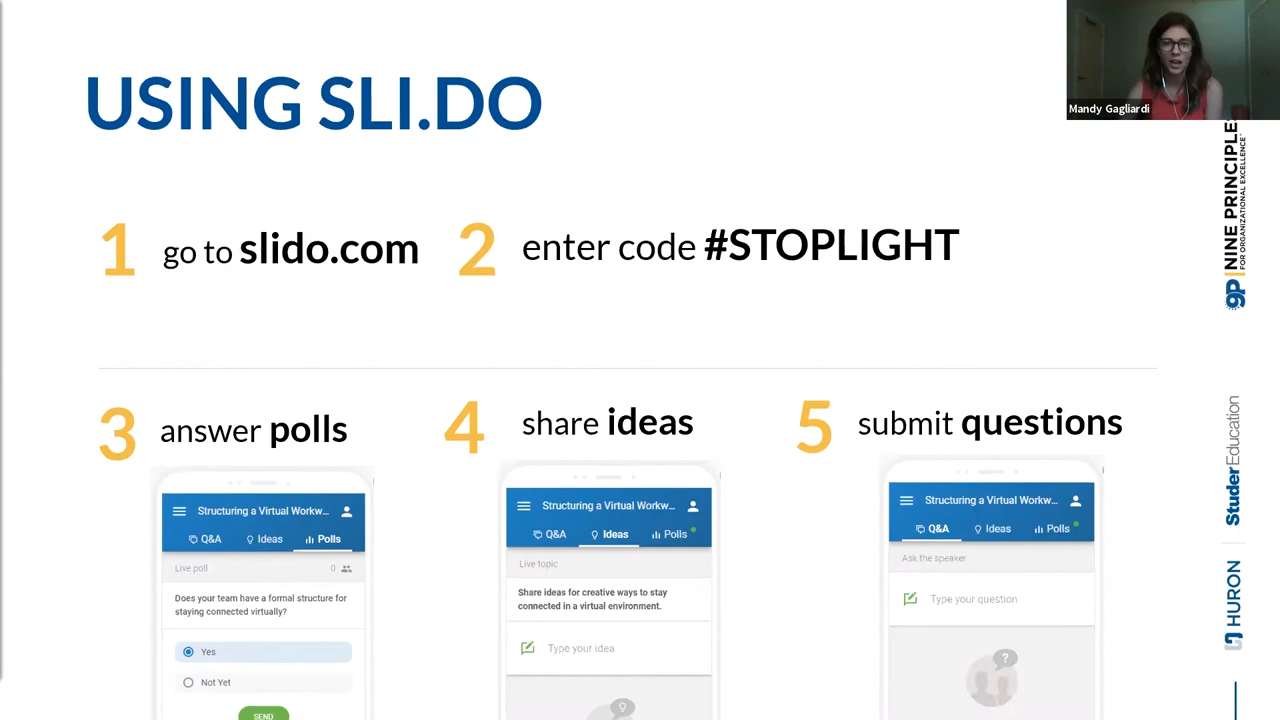 USING SLI.DO
Mandy Gagliardi
1 go to slido.com
2 enter code #STOPLIGHT
3 answer polls
4 share ideas
5 submit questions
Structuring a Virtual Workw...
Q&A Ideas Polls
Live poll 0
Does your team have a formal structure for
staying connected virtually?
Yes
Not Yet
SEND
Structuring a Virtual Workw...
Q&A Ideas Polls
Live topic
Share ideas for creative ways to stay
connected in a virtual environment.
Type your idea
Structuring a Virtual Workw...
Q&A Ideas Polls
Ask the speaker
Type your question
?
9P NINE PRINCIPLE
FOR ORGANIZATIONAL EXCELLENCE
StuderEducation
HURON